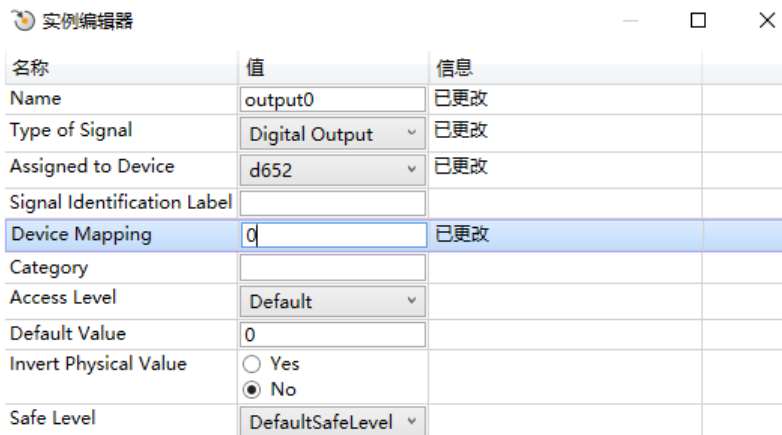 实例编辑器
名称 值 信息
Name output0 已更改
Type of Signal Digital Output 已更改
Assigned to Device d652 已更改
Signal Identification Label
Device Mapping 0 已更改
Category
Access Level Default
Default Value 0
Invert Physical Value Yes
No
Safe Level DefaultSafeLevel